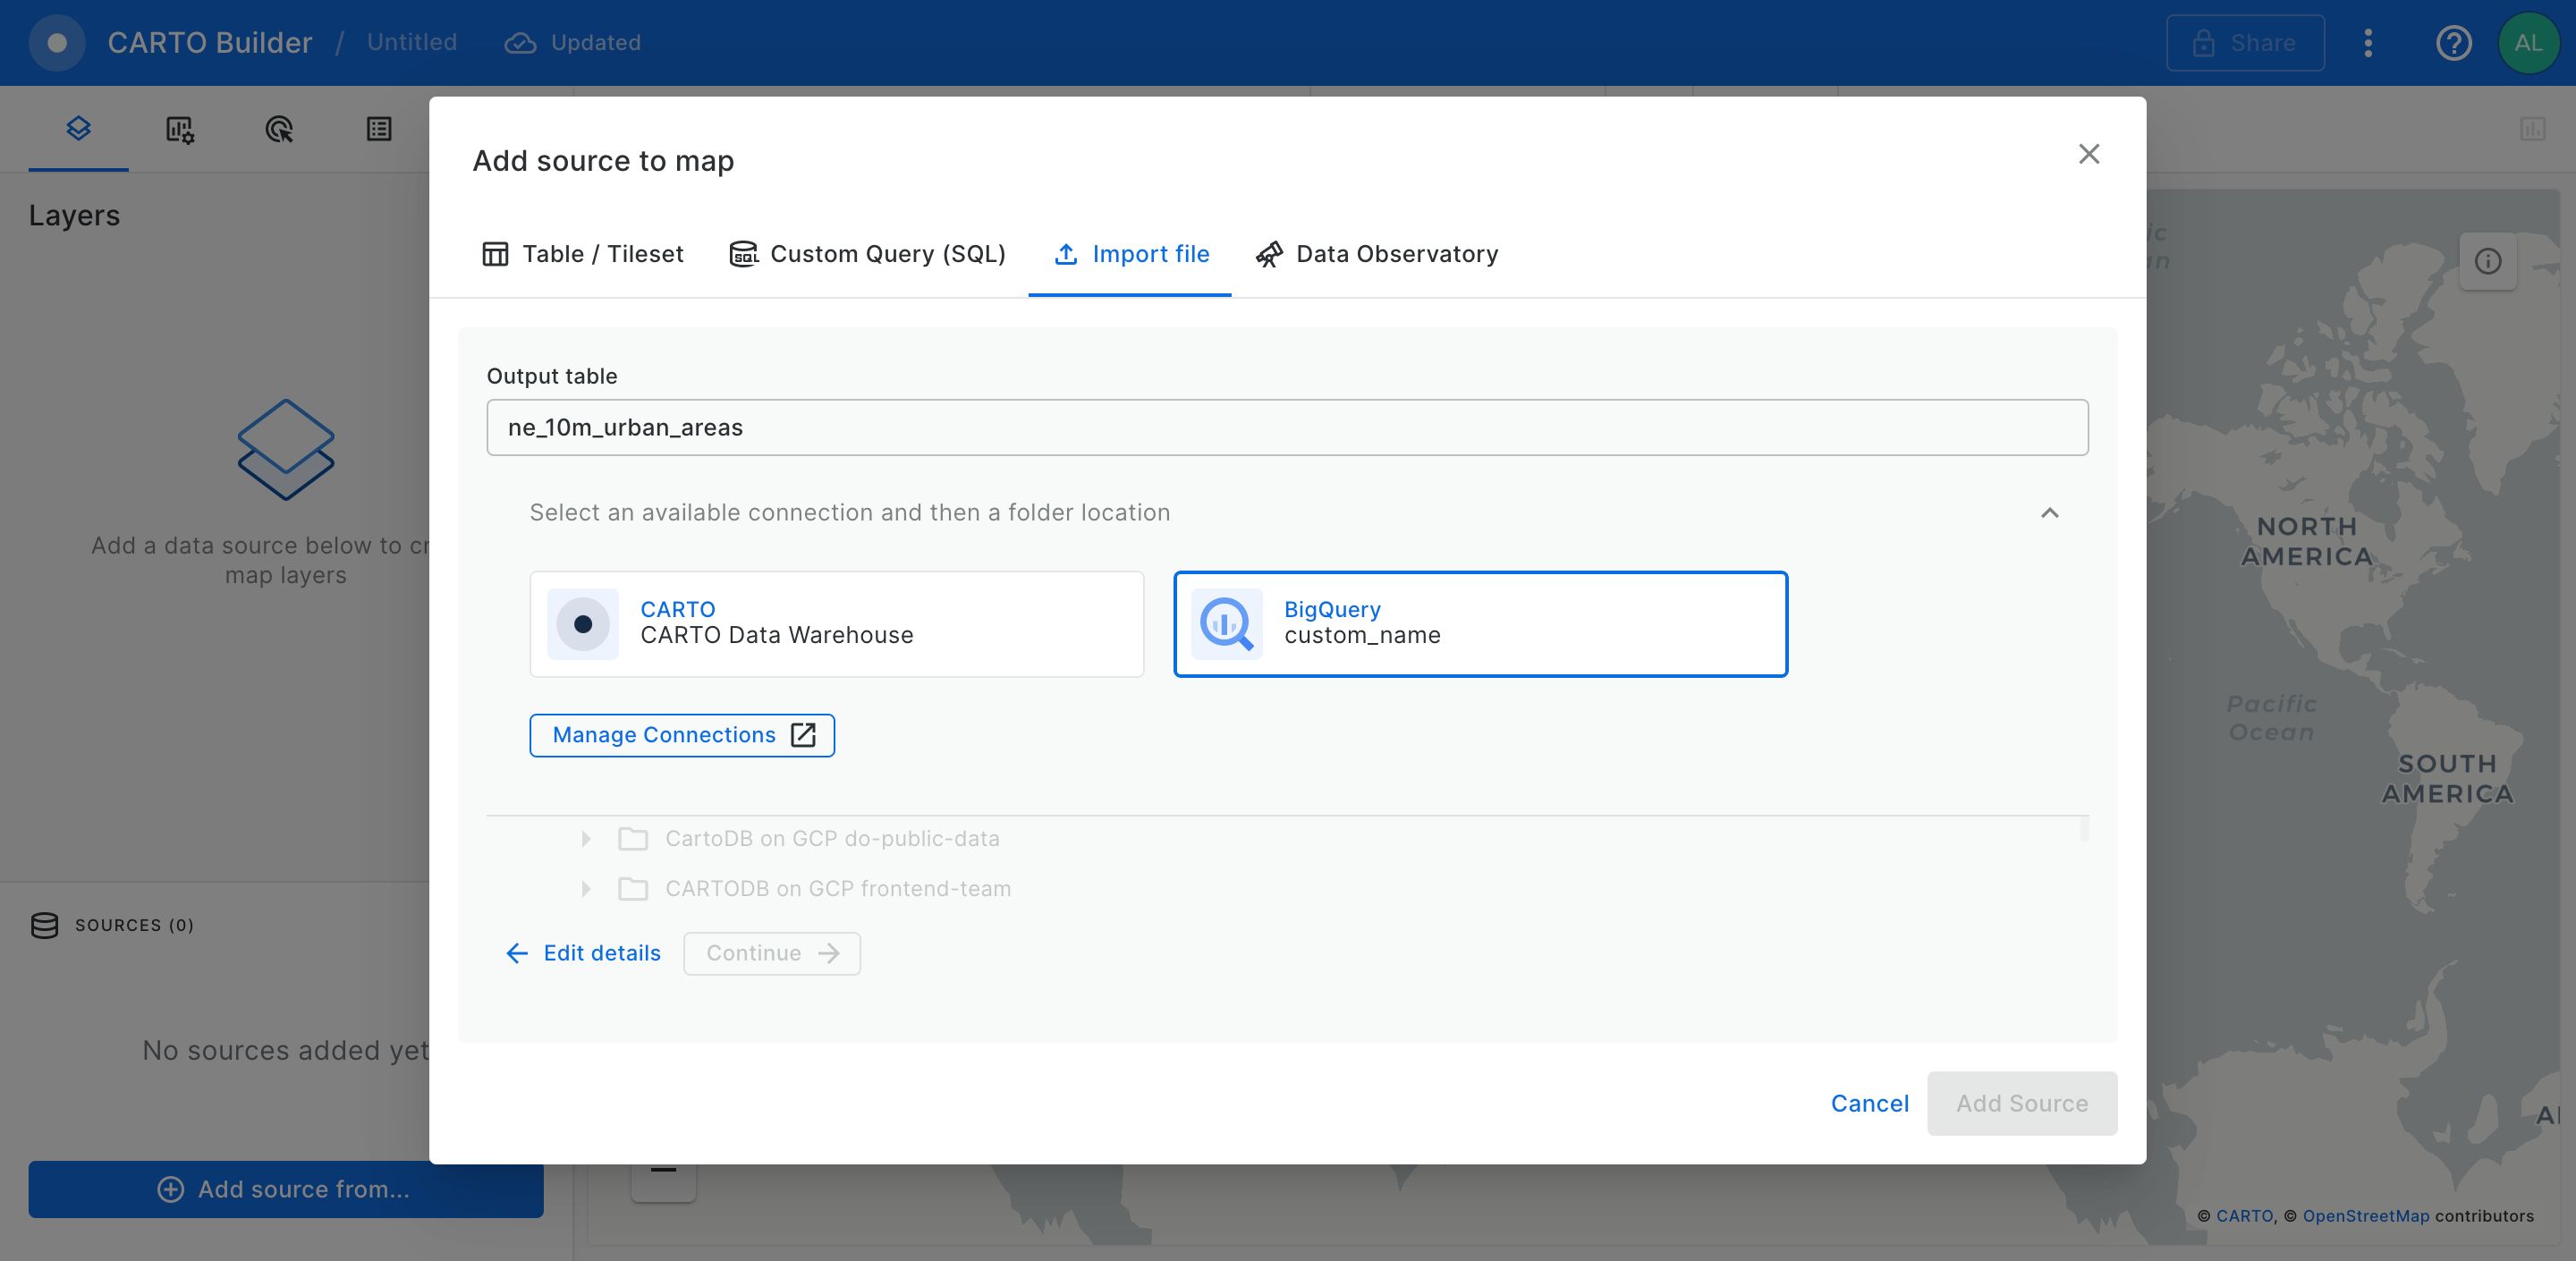 CARTO Builder / Untitled Updated Share AL
Layers
Add a data source below to cr
map layers
SOURCES (0)
No sources added yet
Add source from...
Add source to map
Table / Tileset Custom Query (SQL) Import file Data Observatory
Output table
ne_10m_urban_areas
Select an available connection and then a folder location
CARTO
CARTO Data Warehouse
BigQuery
custom_name
Manage Connections
CartoDB on GCP do-public-data
CARTODB on GCP frontend-team
Edit details Continue
Cancel Add Source
ic
an
NORTH
AMERICA
Pacific
Ocean
SOUTH
AMERICA
© CARTO, © OpenStreetMap contributors